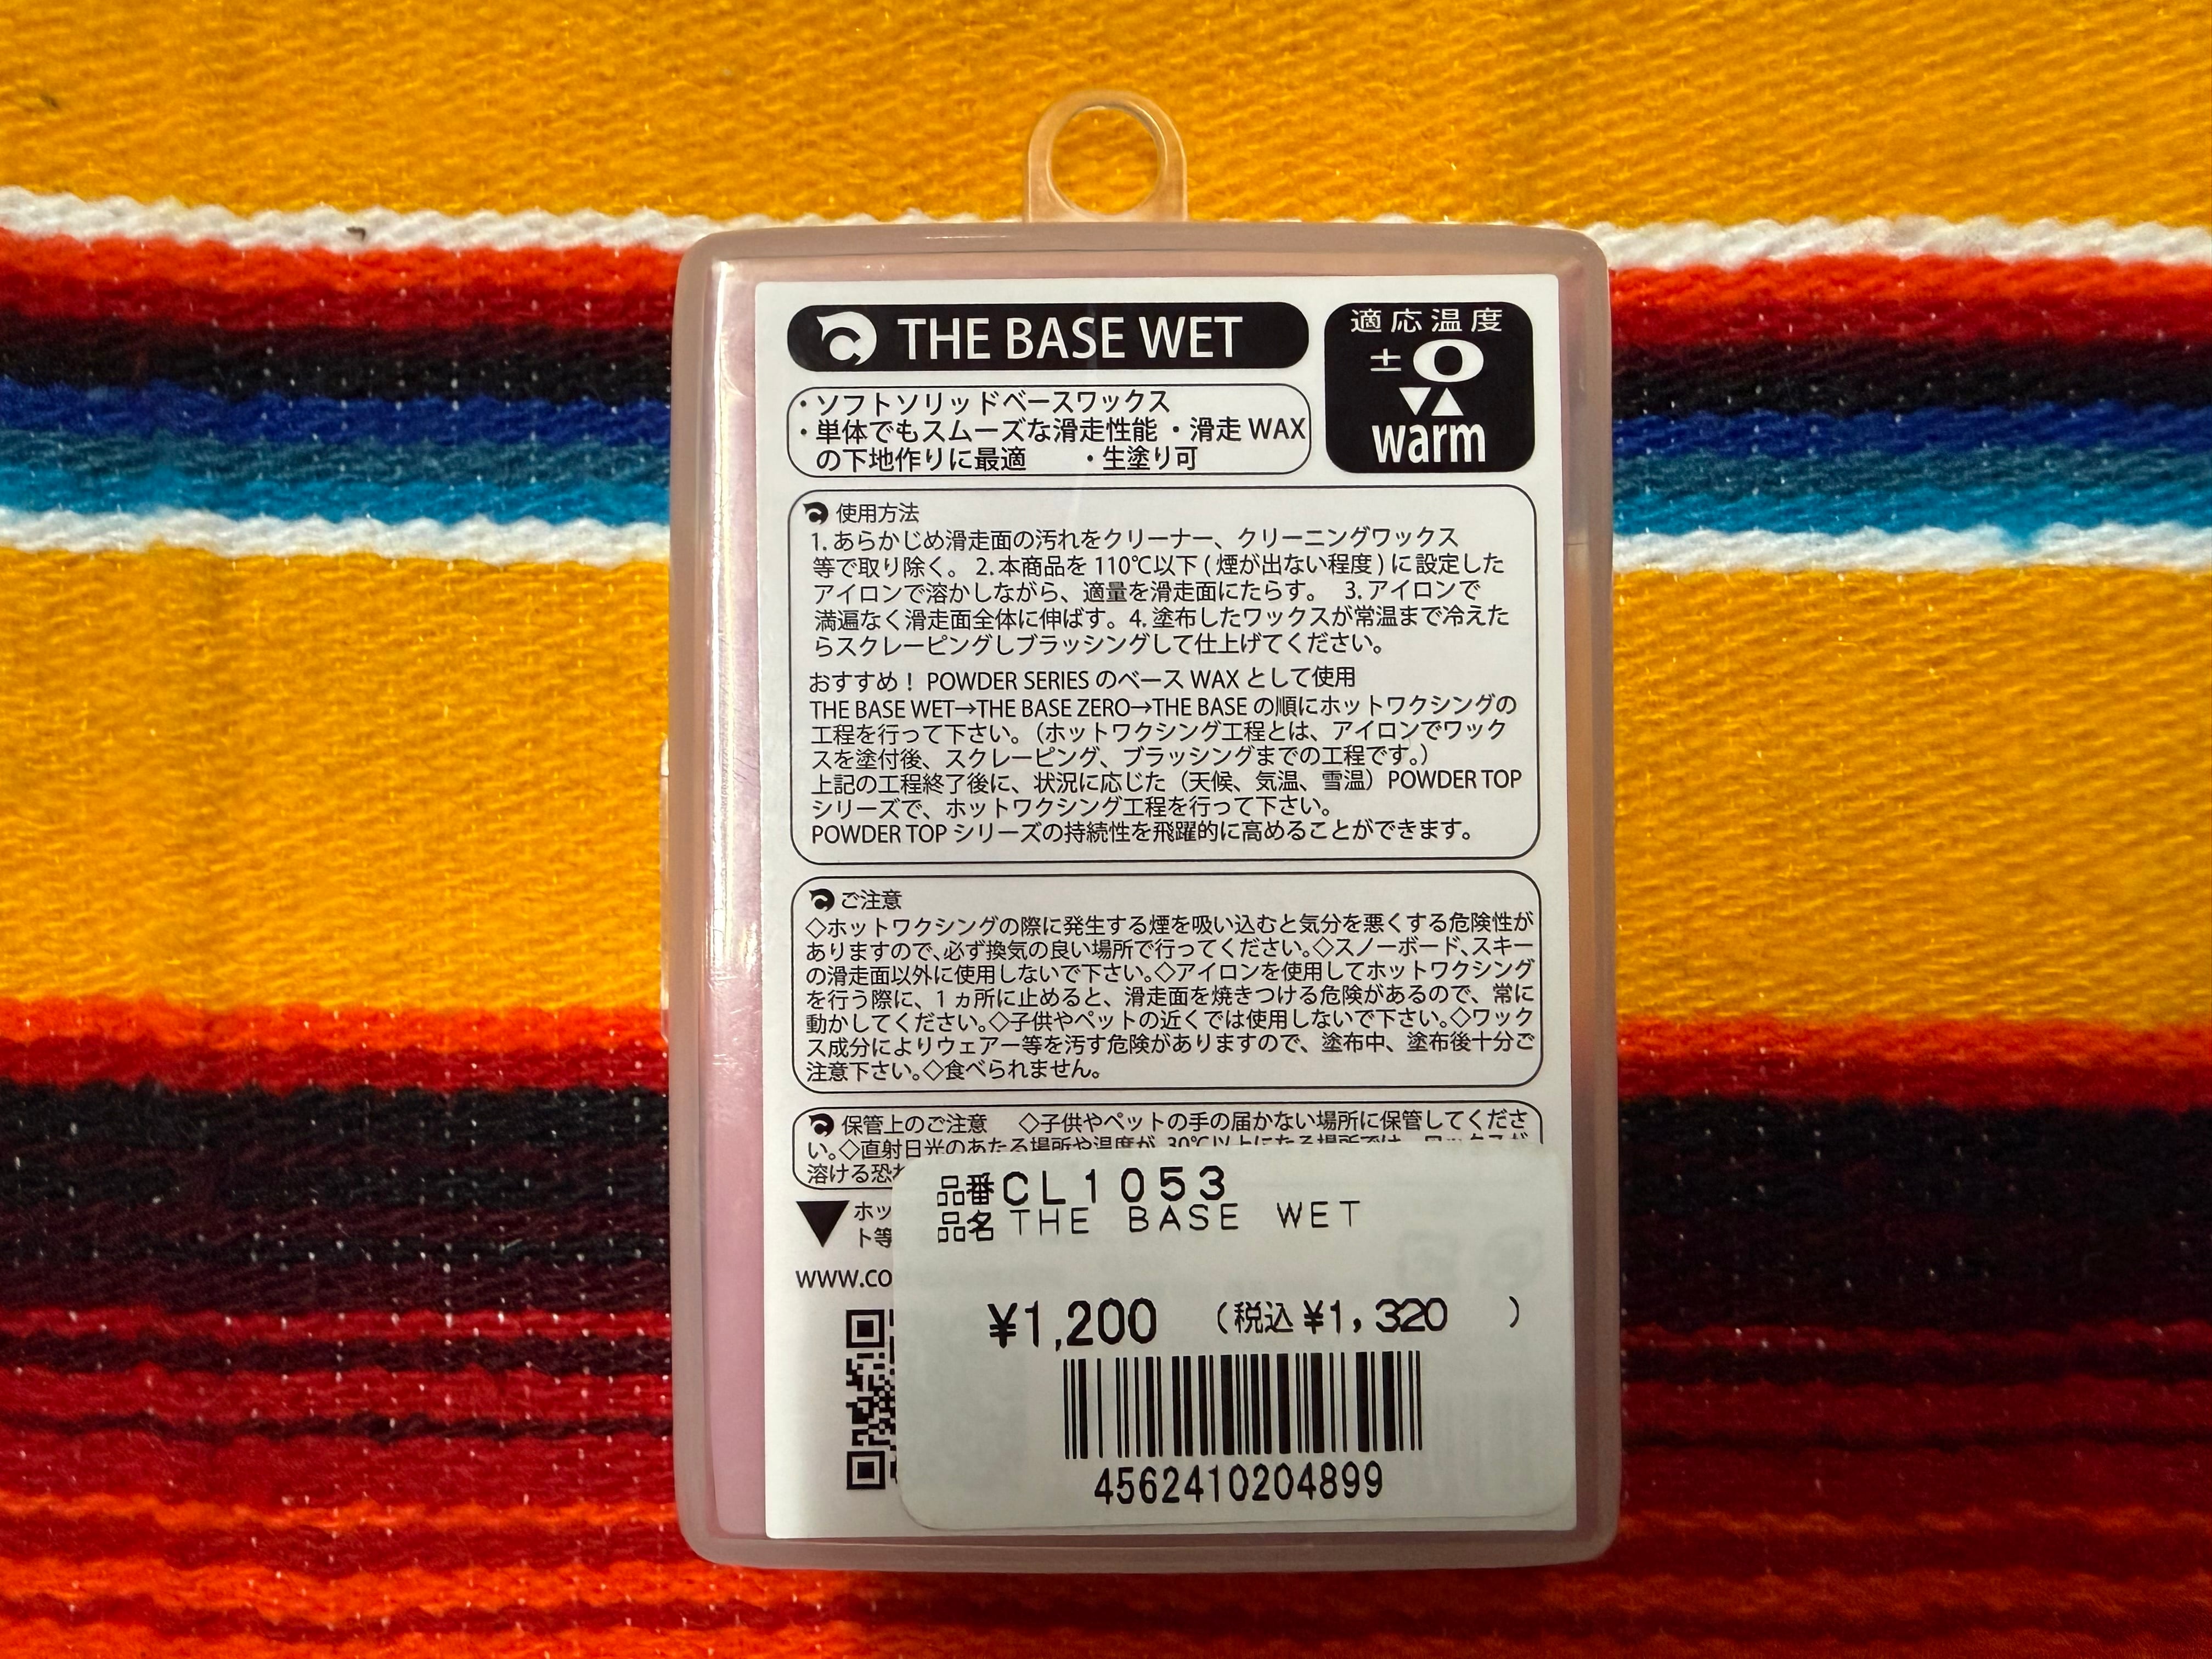 THE BASE WET
適応温度
±0
warm
・ソフトソリッドベースワックス
・単体でもスムーズな滑走性能 ・滑走 WAX
の下地作りに最適 ・生塗り可
使用方法
1. あらかじめ滑走面の汚れをクリーナー、クリーニングワックス
等で取り除く。 2. 本商品を 110℃以下 ( 煙が出ない程度 ) に設定した
アイロンで溶かしながら、適量を滑走面にたらす。 3. アイロンで
満遍なく滑走面全体に伸ばす。4. 塗布したワックスが常温まで冷えた
らスクレーピングしブラッシングして仕上げてください。
おすすめ！ POWDER SERIES のベース WAX として使用
THE BASE WET→THE BASE ZERO→THE BASE の順にホットワクシングの
工程を行って下さい。（ホットワクシング工程とは、アイロンでワック
スを塗付後、スクレーピング、ブラッシングまでの工程です。）
上記の工程終了後に、状況に応じた（天候、気温、雪温）POWDER TOP
シリーズで、ホットワクシング工程を行って下さい。
POWDER TOP シリーズの持続性を飛躍的に高めることができます。
ご注意
◇ホットワクシングの際に発生する煙を吸い込むと気分を悪くする危険性が
ありますので、必ず換気の良い場所で行ってください。◇スノーボード、スキー
の滑走面以外に使用しないで下さい。◇アイロンを使用してホットワクシング
を行う際に、1 ヵ所に止めると、滑走面を焼きつける危険があるので、常に
動かしてください。◇子供やペットの近くでは使用しないで下さい。◇ワック
ス成分によりウェアー等を汚す危険がありますので、塗布中、塗布後十分ご
注意下さい。◇食べられません。
保管上のご注意 ◇子供やペットの手の届かない場所に保管してくださ
い。◇直射日光のあたる場所や温度が 30℃以上になる場所では、ワックスが
溶ける恐れ
ホッ
ト等
www.co
品番CL1053
品名THE BASE WET
¥1,200 （税込 ¥1,320 ）
4562410204899